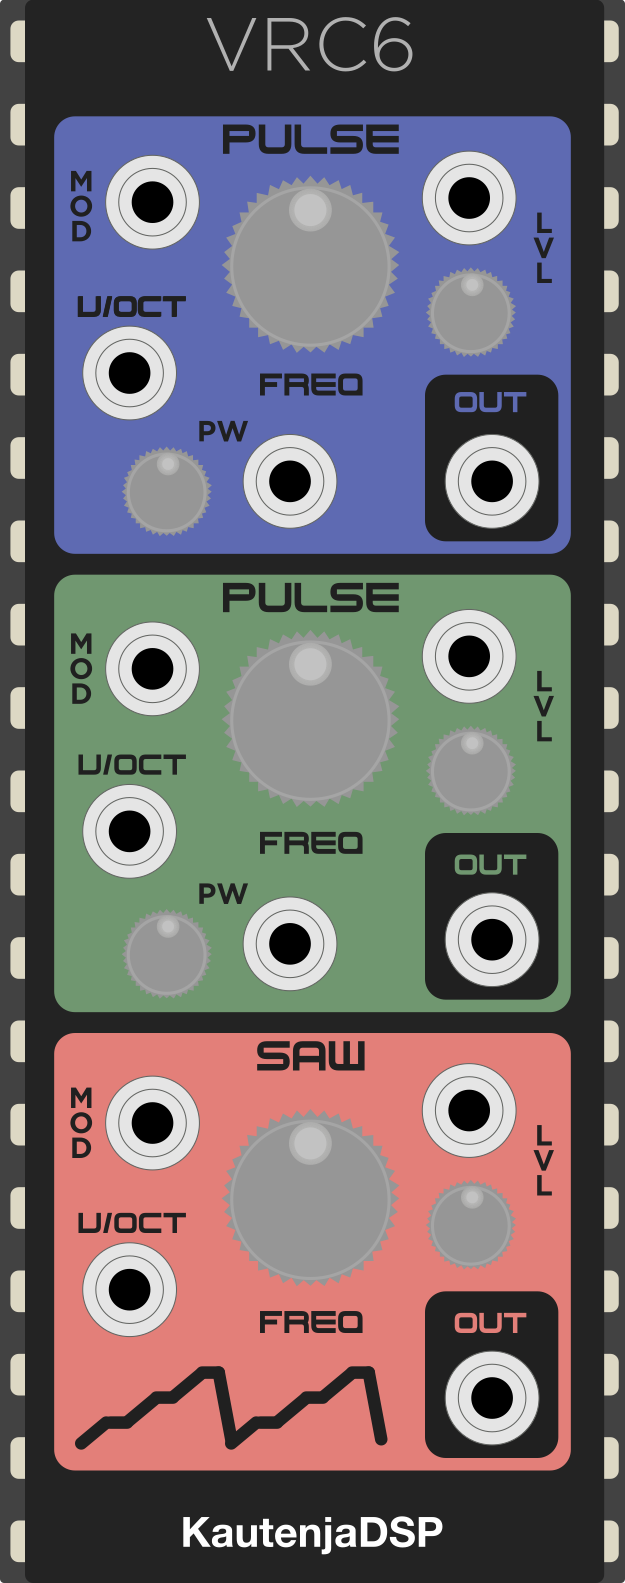 VRC6
PULSE
MOD
LVL
V/OCT
FREQ
OUT
PW
PULSE
MOD
LVL
V/OCT
FREQ
OUT
PW
SAW
MOD
LVL
V/OCT
FREQ
OUT
KautenjaDSP